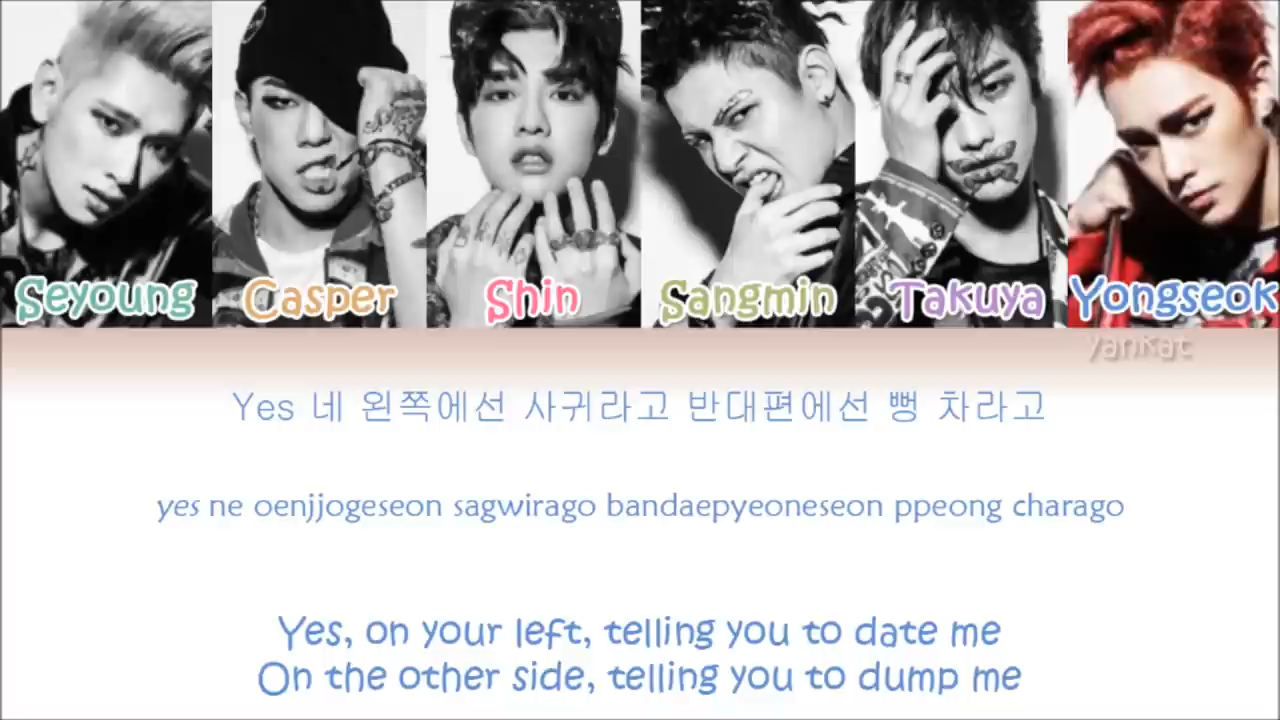 Seyoung Casper Shin Sangmin Takuya Yongseok
yankat
Yes 네 왼쪽에선 사귀라고 반대편에선 뻥 차라고
yes ne oenjjogeseon sagwirago bandaepyeoneseon ppeong charago
Yes, on your left, telling you to date me
On the other side, telling you to dump me